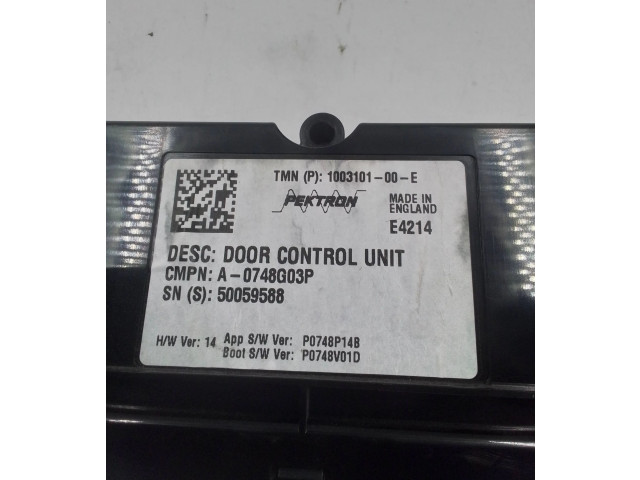 TMN (P): 1003101-00-E
PEKTRON
MADE IN
ENGLAND
E4214
DESC: DOOR CONTROL UNIT
CMPN: A-0748G03P
SN (S): 50059588
H/W Ver: 14 App S/W Ver: P0748P14B
Boot S/W Ver: P0748V01D